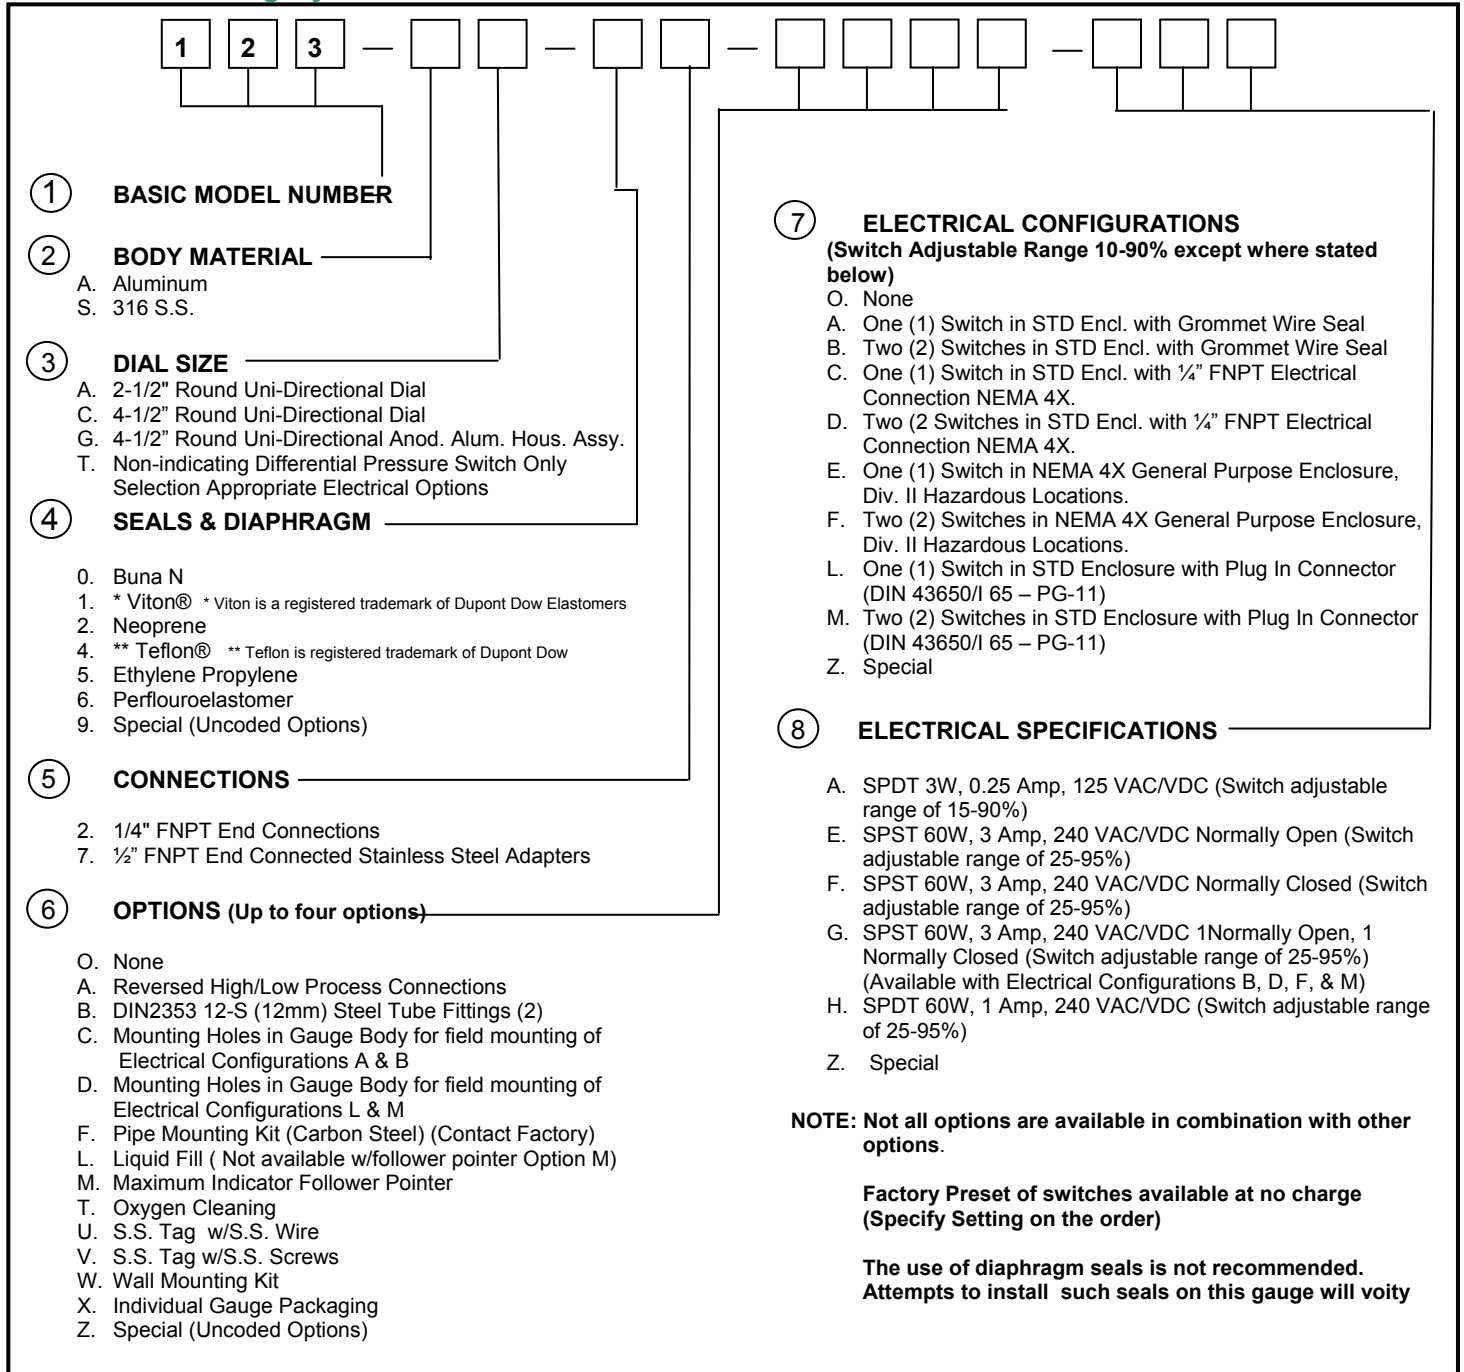 1 2 3
① BASIC MODEL NUMBER
② BODY MATERIAL
A. Aluminum
S. 316 S.S.
③ DIAL SIZE
A. 2-1/2" Round Uni-Directional Dial
C. 4-1/2” Round Uni-Directional Dial
G. 4-1/2” Round Uni-Directional Anod. Alum. Hous. Assy.
T. Non-indicating Differential Pressure Switch Only
Selection Appropriate Electrical Options
④ SEALS & DIAPHRAGM
0. Buna N
1. * Viton® * Viton is a registered trademark of Dupont Dow Elastomers
2. Neoprene
4. ** Teflon® ** Teflon is registered trademark of Dupont Dow
5. Ethylene Propylene
6. Perflouroelastomer
9. Special (Uncoded Options)
⑤ CONNECTIONS
2. 1/4" FNPT End Connections
7. ½” FNPT End Connected Stainless Steel Adapters
⑥ OPTIONS (Up to four options)
O. None
A. Reversed High/Low Process Connections
B. DIN2353 12-S (12mm) Steel Tube Fittings (2)
C. Mounting Holes in Gauge Body for field mounting of
Electrical Configurations A & B
D. Mounting Holes in Gauge Body for field mounting of
Electrical Configurations L & M
F. Pipe Mounting Kit (Carbon Steel) (Contact Factory)
L. Liquid Fill ( Not available w/follower pointer Option M)
M. Maximum Indicator Follower Pointer
T. Oxygen Cleaning
U. S.S. Tag w/S.S. Wire
V. S.S. Tag w/S.S. Screws
W. Wall Mounting Kit
X. Individual Gauge Packaging
Z. Special (Uncoded Options)
⑦ ELECTRICAL CONFIGURATIONS
(Switch Adjustable Range 10-90% except where stated
below)
O. None
A. One (1) Switch in STD Encl. with Grommet Wire Seal
B. Two (2) Switches in STD Encl. with Grommet Wire Seal
C. One (1) Switch in STD Encl. with ¼” FNPT Electrical
Connection NEMA 4X.
D. Two (2 Switches in STD Encl. with ¼” FNPT Electrical
Connection NEMA 4X.
E. One (1) Switch in NEMA 4X General Purpose Enclosure,
Div. II Hazardous Locations.
F. Two (2) Switches in NEMA 4X General Purpose Enclosure,
Div. II Hazardous Locations.
L. One (1) Switch in STD Enclosure with Plug In Connector
(DIN 43650/I 65 – PG-11)
M. Two (2) Switches in STD Enclosure with Plug In Connector
(DIN 43650/I 65 – PG-11)
Z. Special
⑧ ELECTRICAL SPECIFICATIONS
A. SPDT 3W, 0.25 Amp, 125 VAC/VDC (Switch adjustable
range of 15-90%)
E. SPST 60W, 3 Amp, 240 VAC/VDC Normally Open (Switch
adjustable range of 25-95%)
F. SPST 60W, 3 Amp, 240 VAC/VDC Normally Closed (Switch
adjustable range of 25-95%)
G. SPST 60W, 3 Amp, 240 VAC/VDC 1Normally Open, 1
Normally Closed (Switch adjustable range of 25-95%)
(Available with Electrical Configurations B, D, F, & M)
H. SPDT 60W, 1 Amp, 240 VAC/VDC (Switch adjustable range
of 25-95%)
Z. Special
NOTE: Not all options are available in combination with other
options.
Factory Preset of switches available at no charge
(Specify Setting on the order)
The use of diaphragm seals is not recommended.
Attempts to install such seals on this gauge will voity